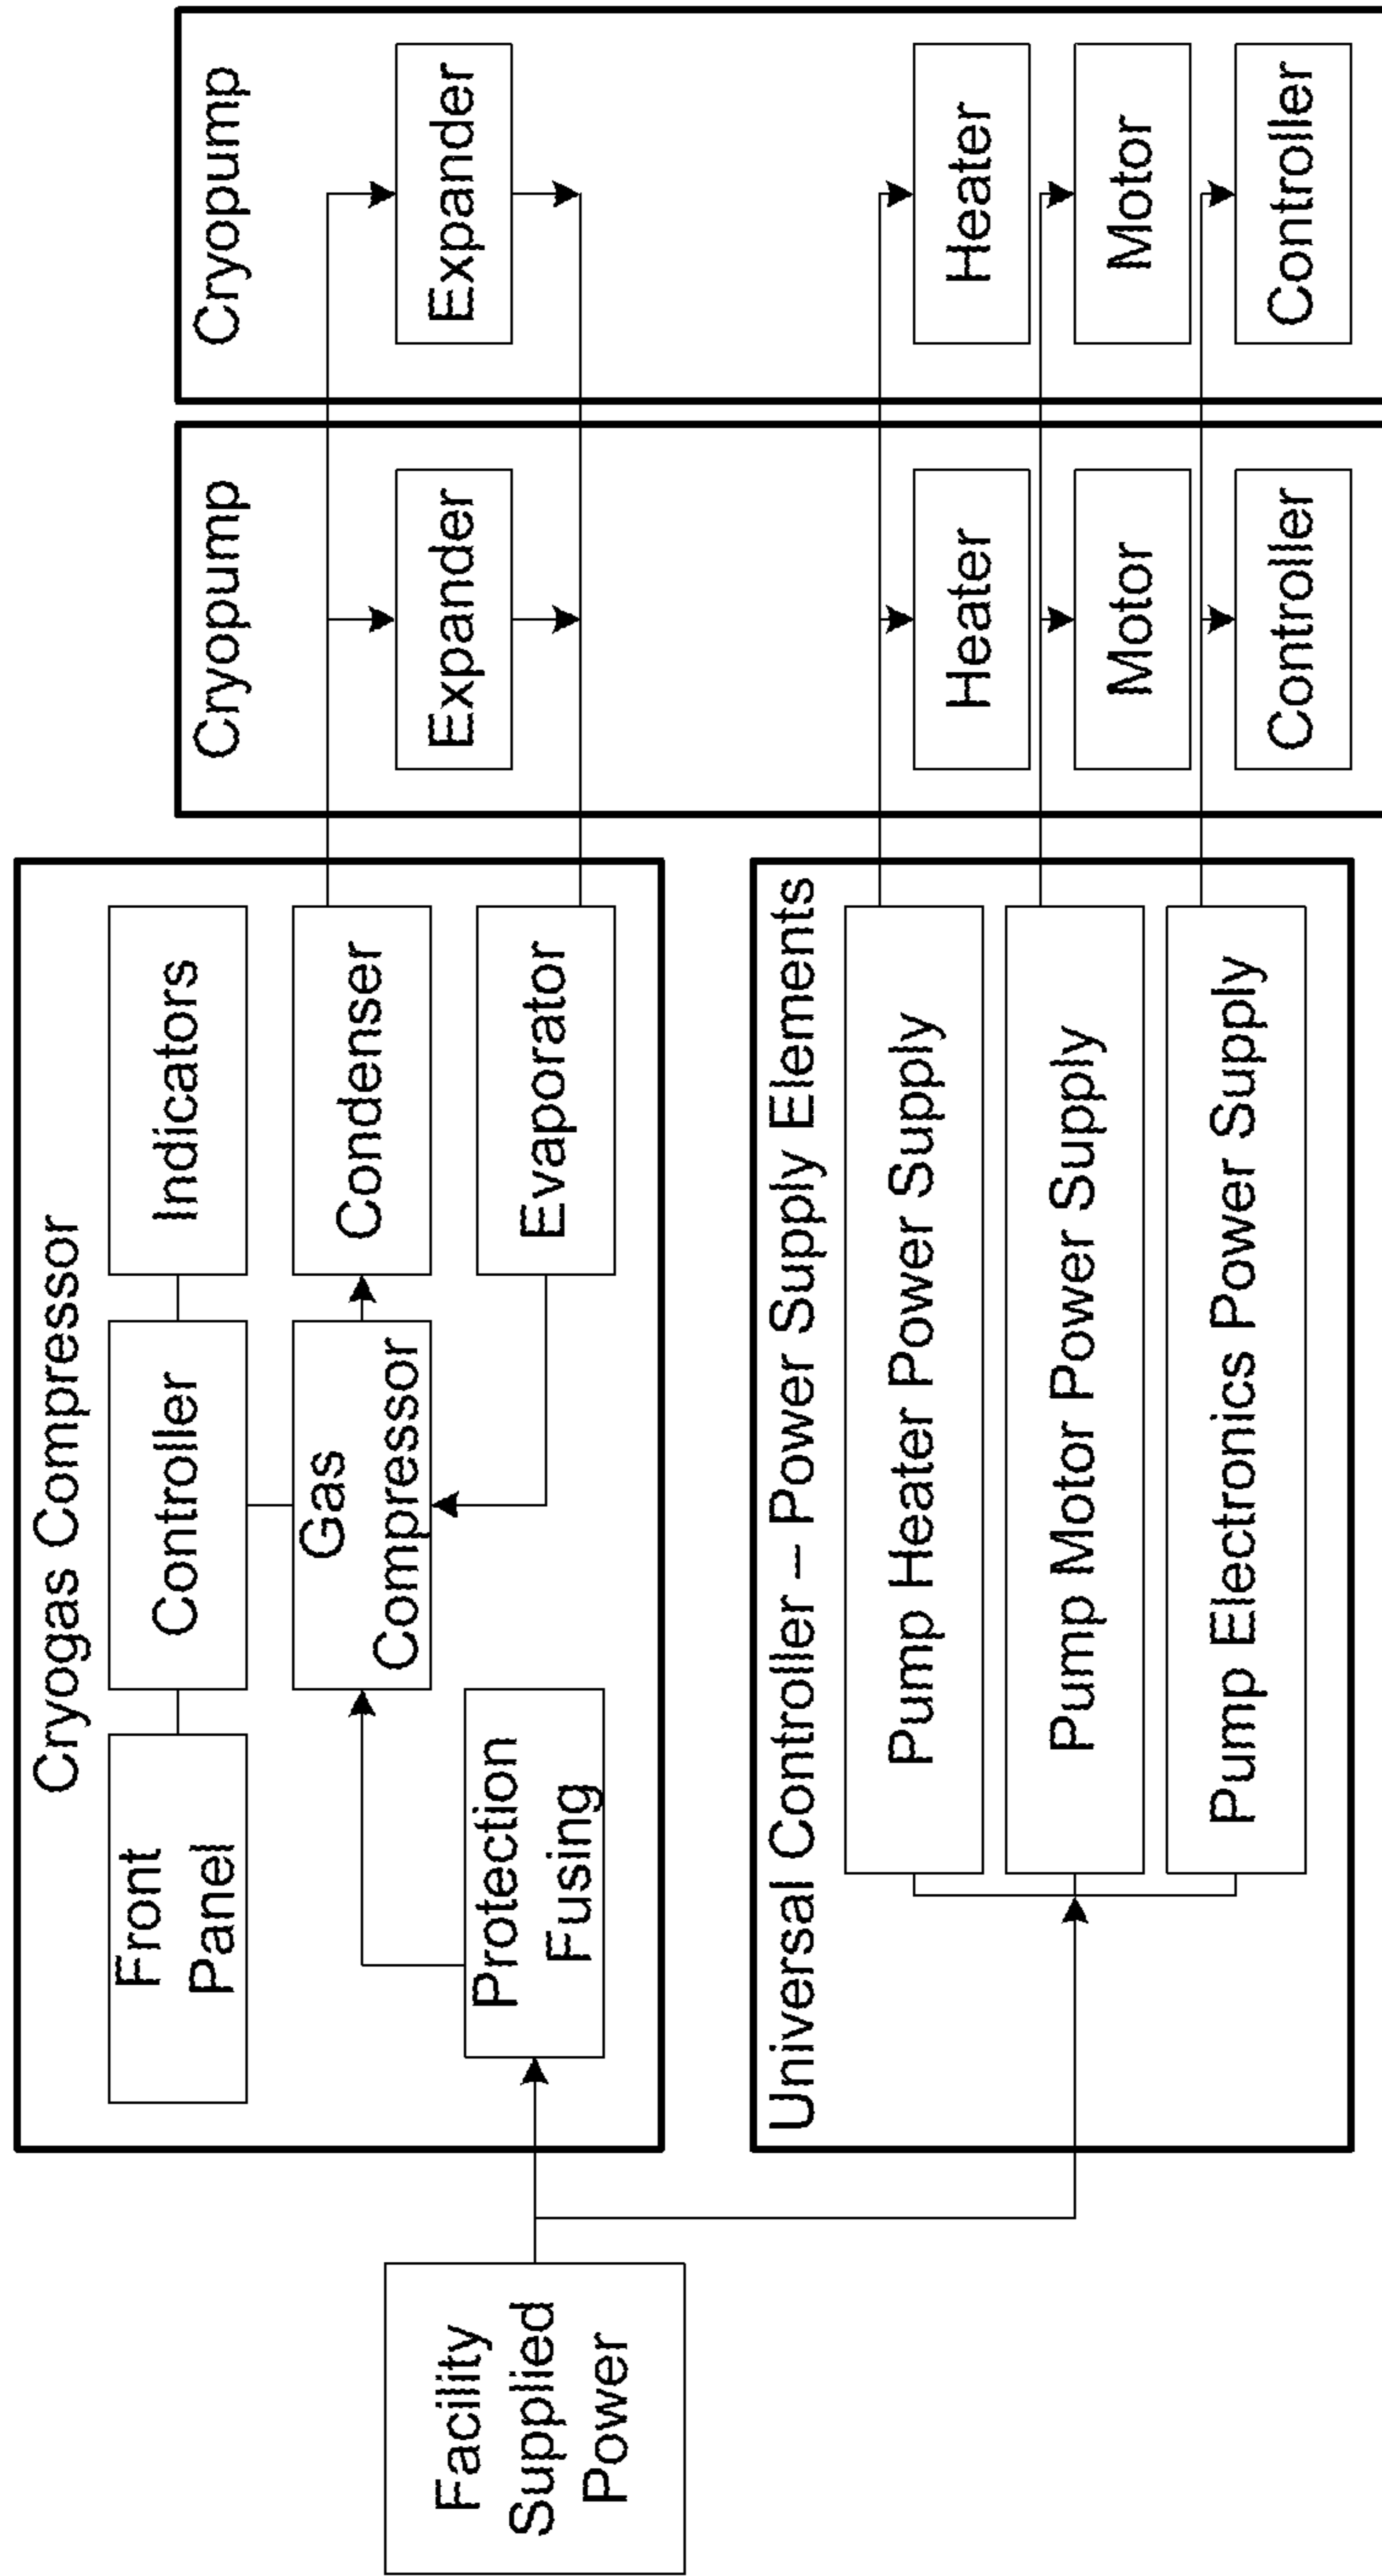 Facility
Supplied
Power
Cryogas Compressor
Front
Panel
Controller
Indicators
Gas
Compressor
Condenser
Protection
Fusing
Evaporator
Universal Controller – Power Supply Elements
Pump Heater Power Supply
Pump Motor Power Supply
Pump Electronics Power Supply
Cryopump
Expander
Heater
Motor
Controller
Cryopump
Expander
Heater
Motor
Controller